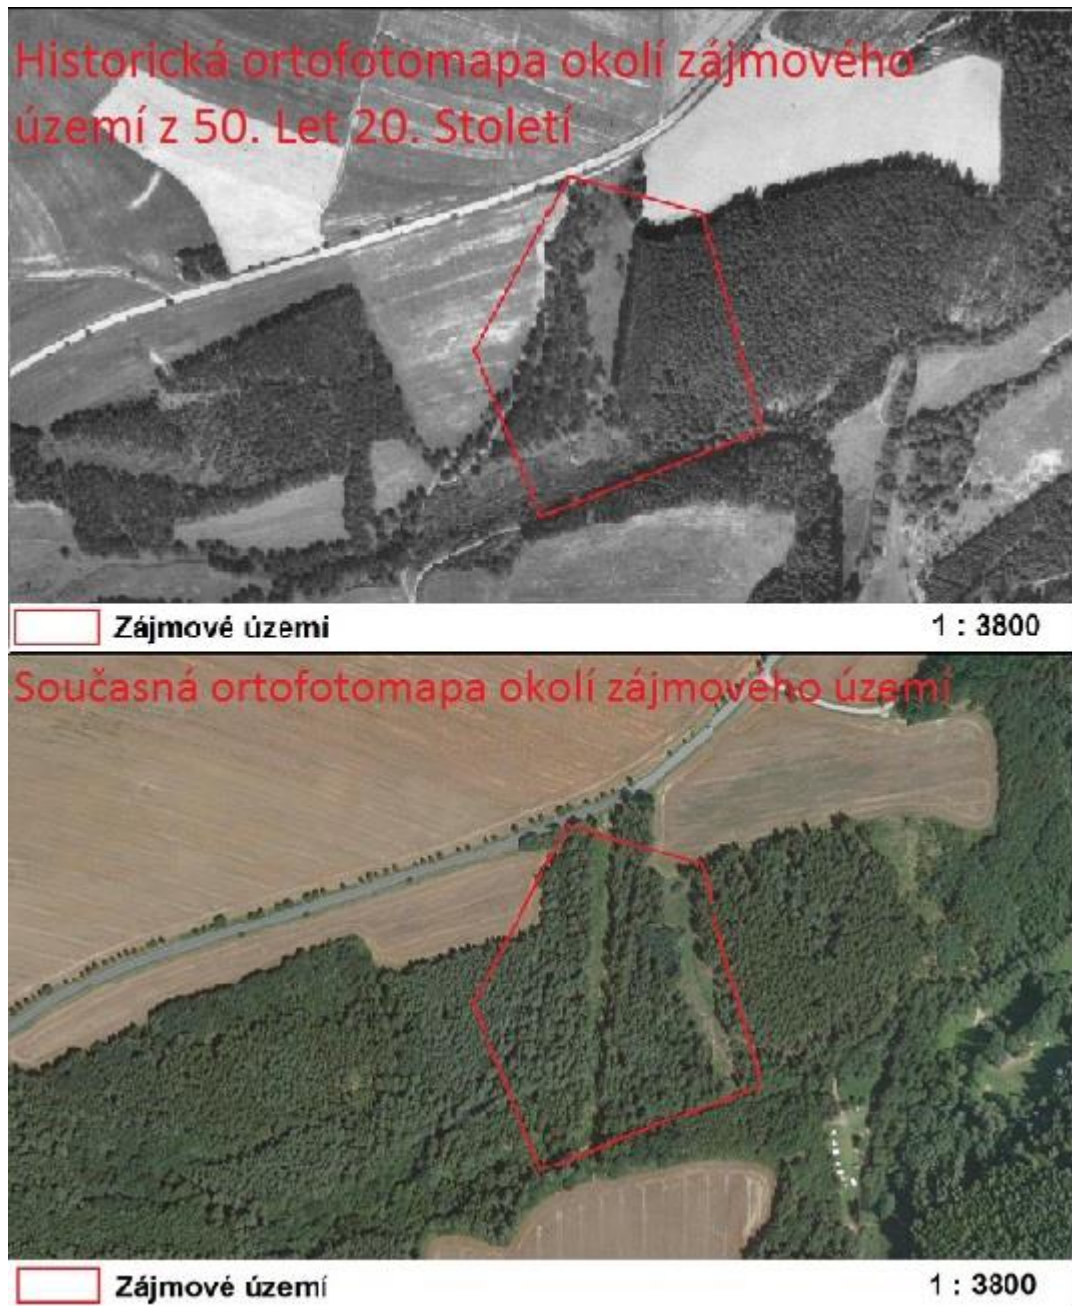 Historická ortofotomapa okolí zájmového
území z 50. Let 20. Století
Zájmové území
1 : 3800
Současná ortofotomapa okolí zájmového území
Zájmové území
1 : 3800